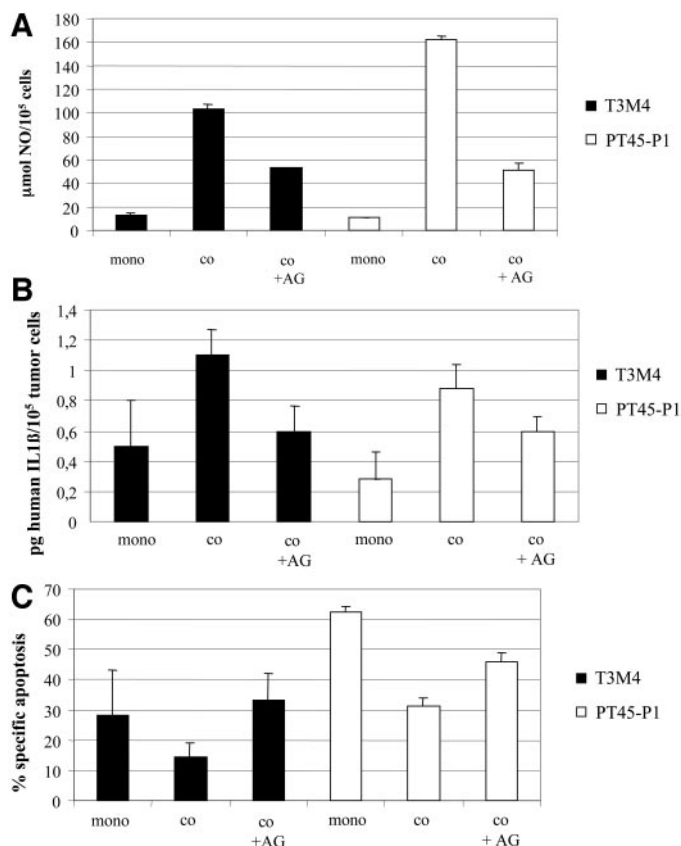 A
µmol NO/10⁵ cells
180
160
140
120
100
80
60
40
20
0
mono
co
co
+AG
mono
co
co
+ AG
T3M4
PT45-P1
B
pg human IL1ß/10⁵ tumor cells
1,4
1,2
1
0,8
0,6
0,4
0,2
0
mono
co
co
+AG
mono
co
co
+ AG
T3M4
PT45-P1
C
% specific apoptosis
70
60
50
40
30
20
10
0
mono
co
co
+AG
mono
co
co
+ AG
T3M4
PT45-P1